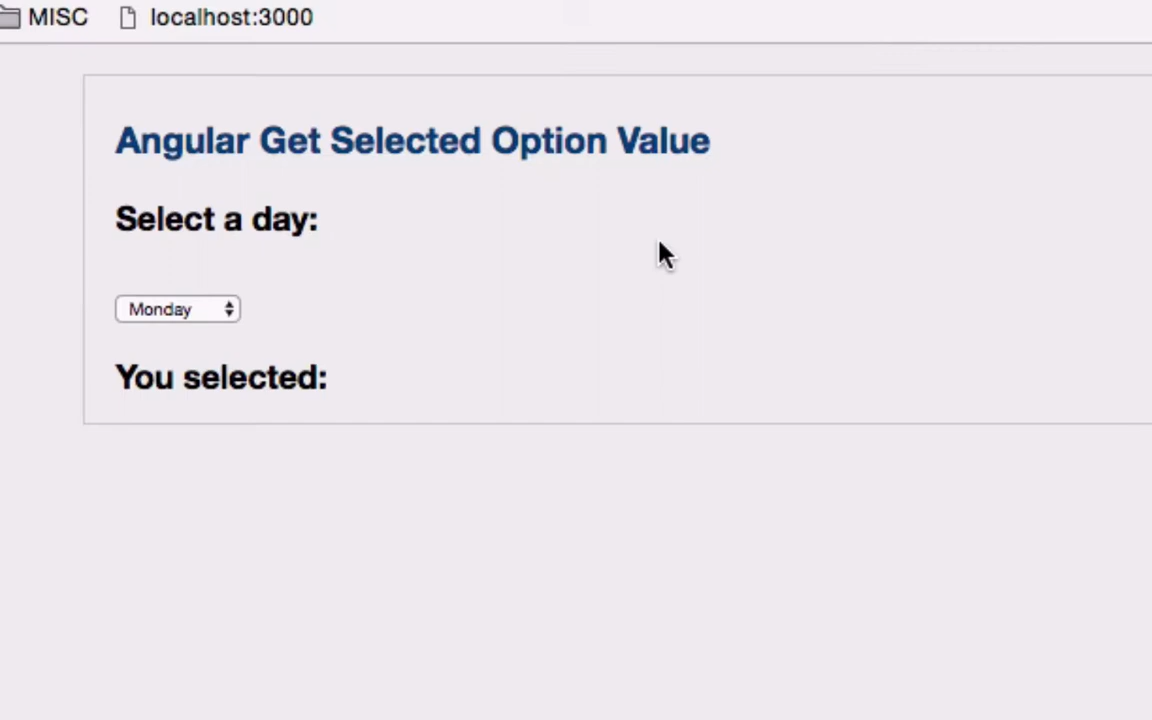 MISC localhost:3000
Angular Get Selected Option Value
Select a day:
Monday
You selected: